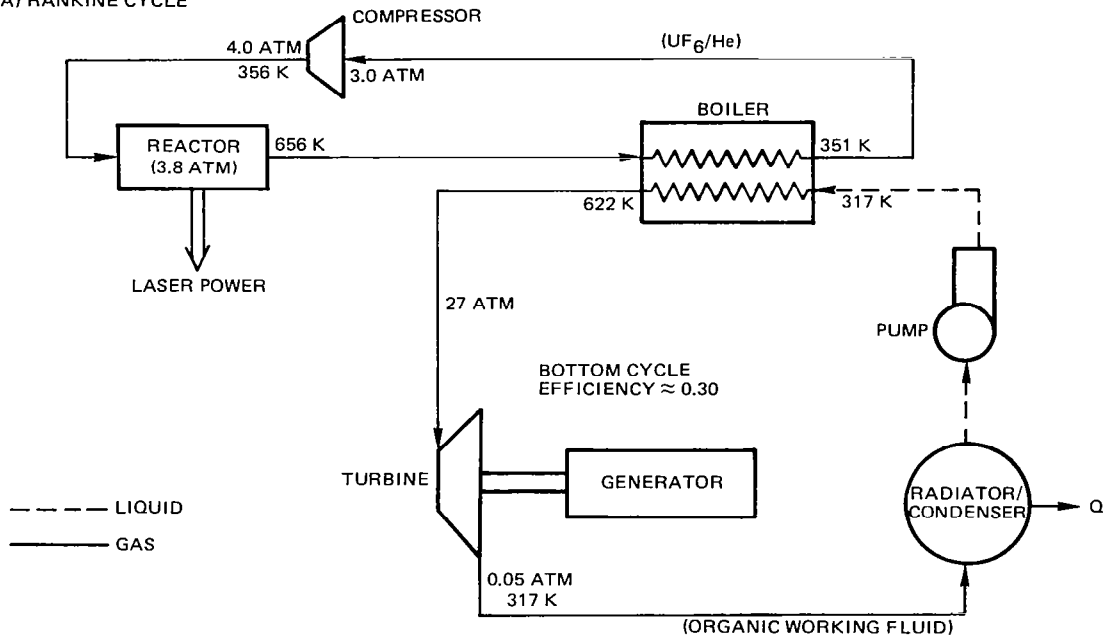 A) RANKINE CYCLE
COMPRESSOR
4.0 ATM
356 K
3.0 ATM
(UF6/He)
BOILER
REACTOR
(3.8 ATM)
656 K
351 K
622 K
317 K
LASER POWER
27 ATM
PUMP
BOTTOM CYCLE
EFFICIENCY ≈ 0.30
TURBINE
GENERATOR
RADIATOR/
CONDENSER
Q
LIQUID
GAS
0.05 ATM
317 K
(ORGANIC WORKING FLUID)